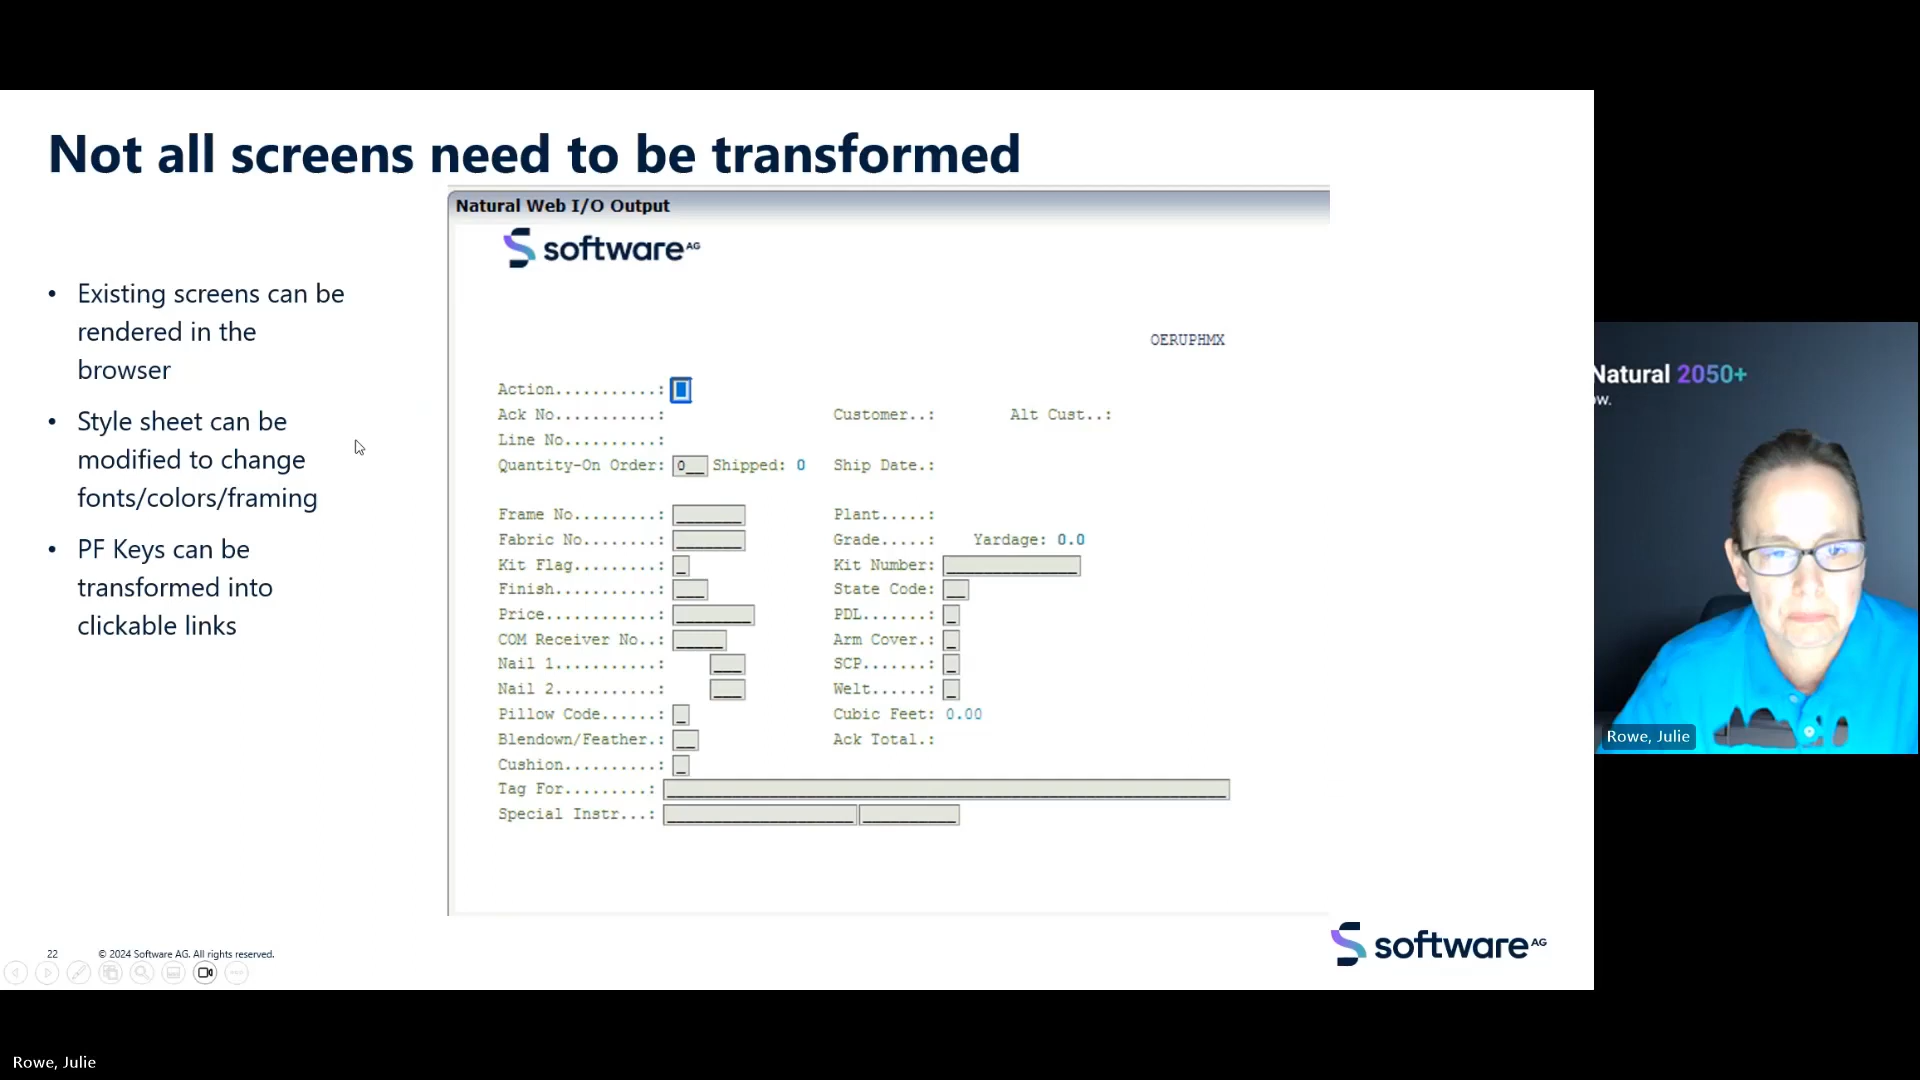 Not all screens need to be transformed
• Existing screens can be
rendered in the
browser
• Style sheet can be
modified to change
fonts/colors/framing
• PF Keys can be
transformed into
clickable links
Natural Web I/O Output
software AG
OERUPHMX
Action...........:
Ack No...........: Customer..: Alt Cust..:
Line No..........:
Quantity-On Order: 0__ Shipped: 0 Ship Date.:
Frame No.........: Plant.....:
Fabric No........: Grade.....: Yardage: 0.0
Kit Flag.........: Kit Number:
Finish...........: State Code:
Price............: PDL.......:
COM Receiver No..: Arm Cover.:
Nail 1...........: SCP.......:
Nail 2...........: Welt......:
Pillow Code......: Cubic Feet: 0.00
Blendown/Feather.: Ack Total.:
Cushion..........:
Tag For.........:
Special Instr...:
22 © 2024 Software AG. All rights reserved.
software AG
Natural 2050+
w.
Rowe, Julie
Rowe, Julie